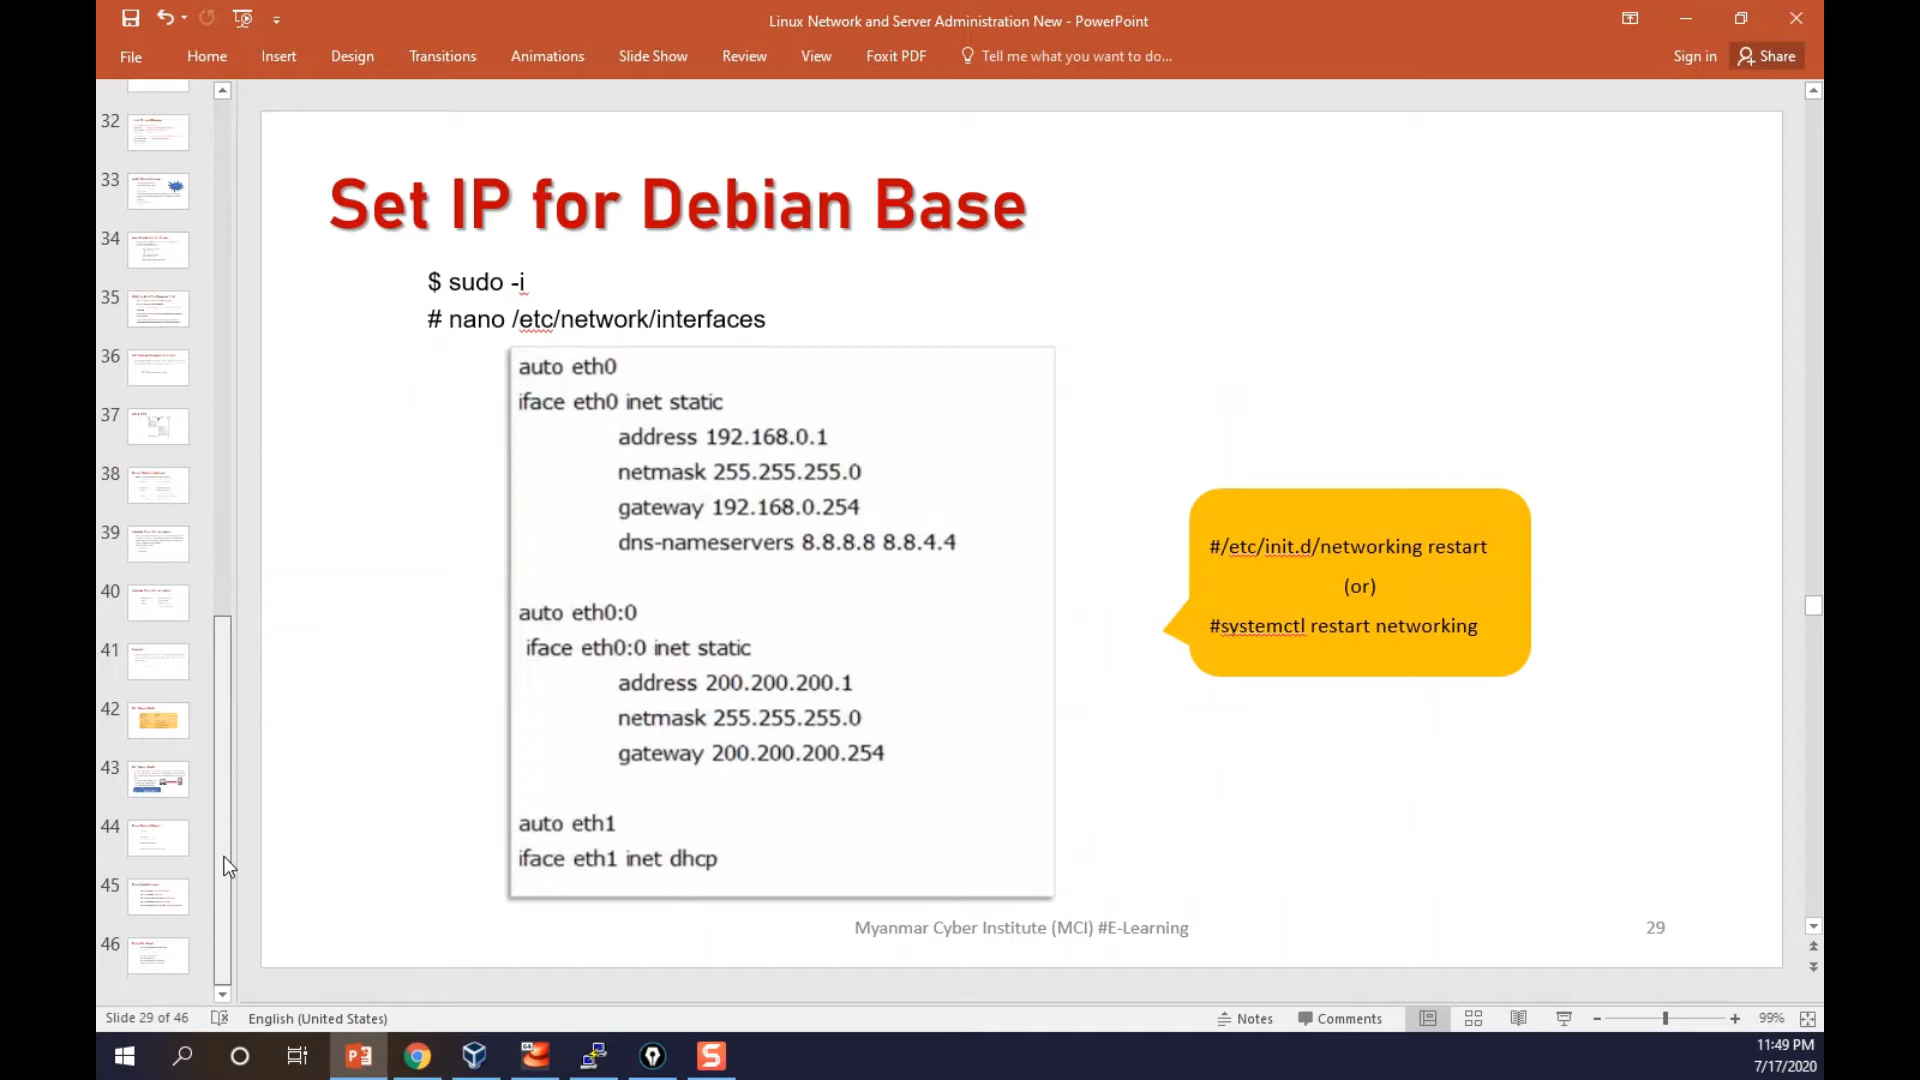 Linux Network and Server Administration New - PowerPoint
File Home Insert Design Transitions Animations Slide Show Review View Foxit PDF Tell me what you want to do... Sign in Share
32
33
34
35
36
37
38
39
40
41
42
43
44
45
46
Set IP for Debian Base
$ sudo -i
# nano /etc/network/interfaces
auto eth0
iface eth0 inet static
address 192.168.0.1
netmask 255.255.255.0
gateway 192.168.0.254
dns-nameservers 8.8.8.8 8.8.4.4
auto eth0:0
iface eth0:0 inet static
address 200.200.200.1
netmask 255.255.255.0
gateway 200.200.200.254
auto eth1
iface eth1 inet dhcp
#/etc/init.d/networking restart
(or)
#systemctl restart networking
Myanmar Cyber Institute (MCI) #E-Learning 29
Slide 29 of 46 English (United States) Notes Comments 99%
11:49 PM
7/17/2020